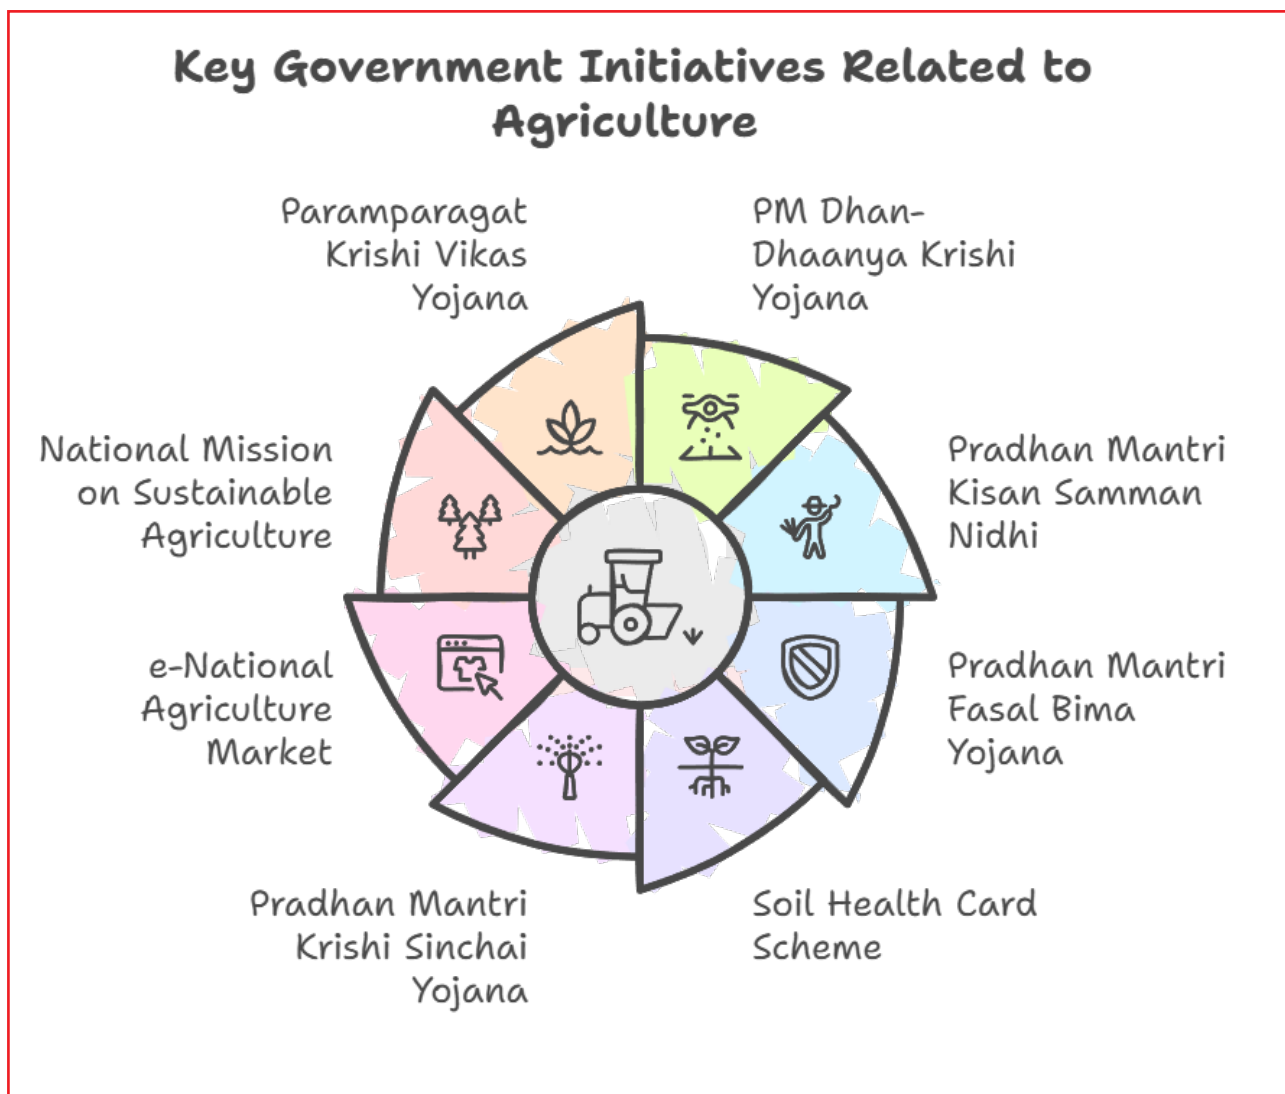 Key Government Initiatives Related to
Agriculture
Paramparagat
Krishi Vikas
Yojana
PM Dhan-
Dhaanya Krishi
Yojana
National Mission
on Sustainable
Agriculture
Pradhan Mantri
Kisan Samman
Nidhi
e-National
Agriculture
Market
Pradhan Mantri
Fasal Bima
Yojana
Pradhan Mantri
Krishi Sinchai
Yojana
Soil Health Card
Scheme